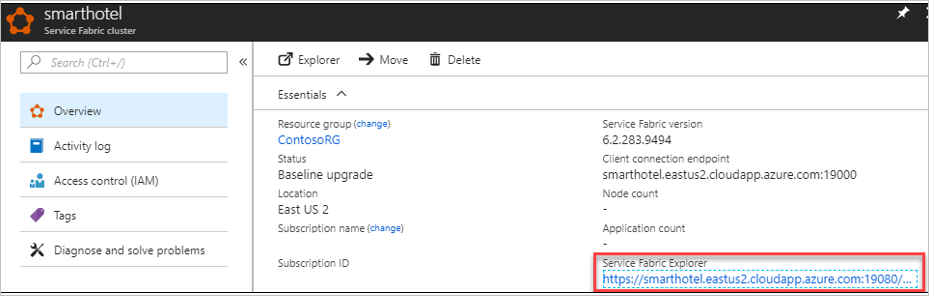 smarthotel
Service Fabric cluster
Search (Ctrl+/)
«
Overview
Activity log
Access control (IAM)
Tags
Diagnose and solve problems
Explorer Move Delete
Essentials
Resource group (change)
ContosoRG
Status
Baseline upgrade
Location
East US 2
Subscription name (change)
Subscription ID
Service Fabric version
6.2.283.9494
Client connection endpoint
smarthotel.eastus2.cloudapp.azure.com:19000
Node count
-
Application count
-
Service Fabric Explorer
https://smarthotel.eastus2.cloudapp.azure.com:19080/...